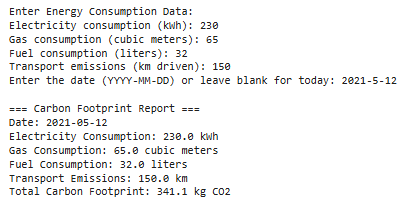 Enter Energy Consumption Data:
Electricity consumption (kWh): 230
Gas consumption (cubic meters): 65
Fuel consumption (liters): 32
Transport emissions (km driven): 150
Enter the date (YYYY-MM-DD) or leave blank for today: 2021-5-12
=== Carbon Footprint Report ===
Date: 2021-05-12
Electricity Consumption: 230.0 kWh
Gas Consumption: 65.0 cubic meters
Fuel Consumption: 32.0 liters
Transport Emissions: 150.0 km
Total Carbon Footprint: 341.1 kg CO2